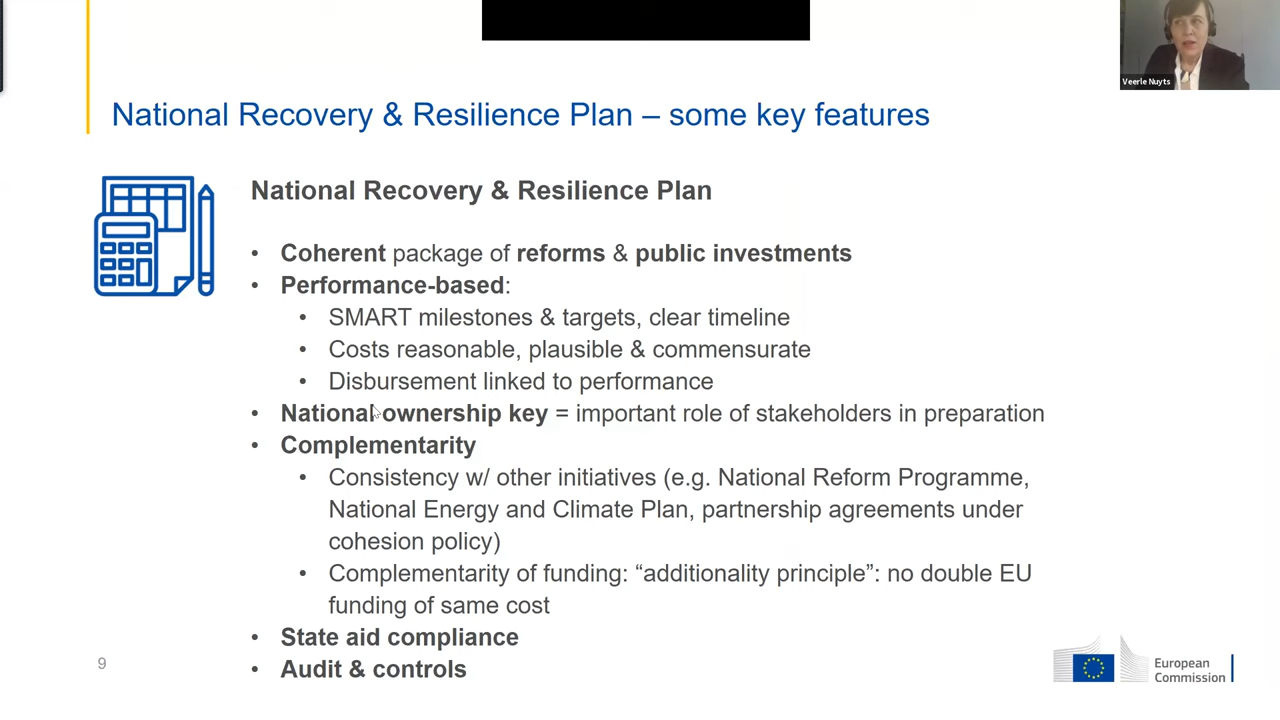 Veerle Nuyts
National Recovery & Resilience Plan – some key features
National Recovery & Resilience Plan
• Coherent package of reforms & public investments
• Performance-based:
• SMART milestones & targets, clear timeline
• Costs reasonable, plausible & commensurate
• Disbursement linked to performance
• National ownership key = important role of stakeholders in preparation
• Complementarity
• Consistency w/ other initiatives (e.g. National Reform Programme,
National Energy and Climate Plan, partnership agreements under
cohesion policy)
• Complementarity of funding: “additionality principle”: no double EU
funding of same cost
• State aid compliance
• Audit & controls
9
European
Commission